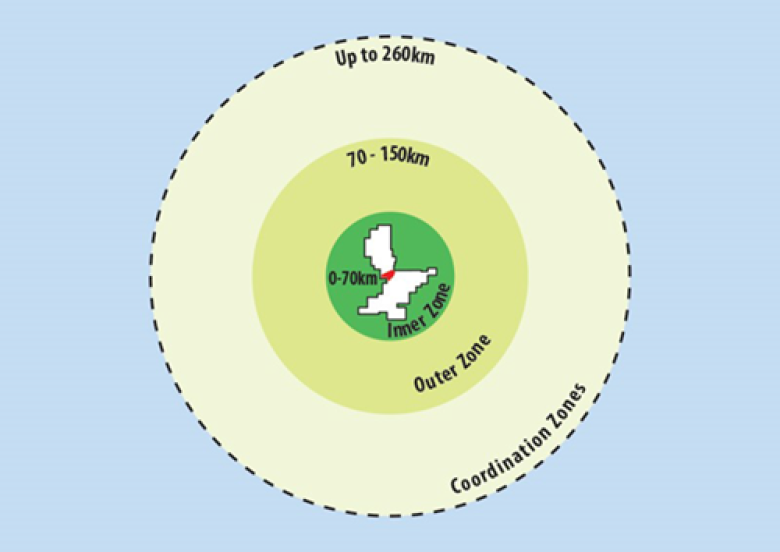 Up to 260km
70 - 150km
0-70km
Inner Zone
Outer Zone
Coordination Zones